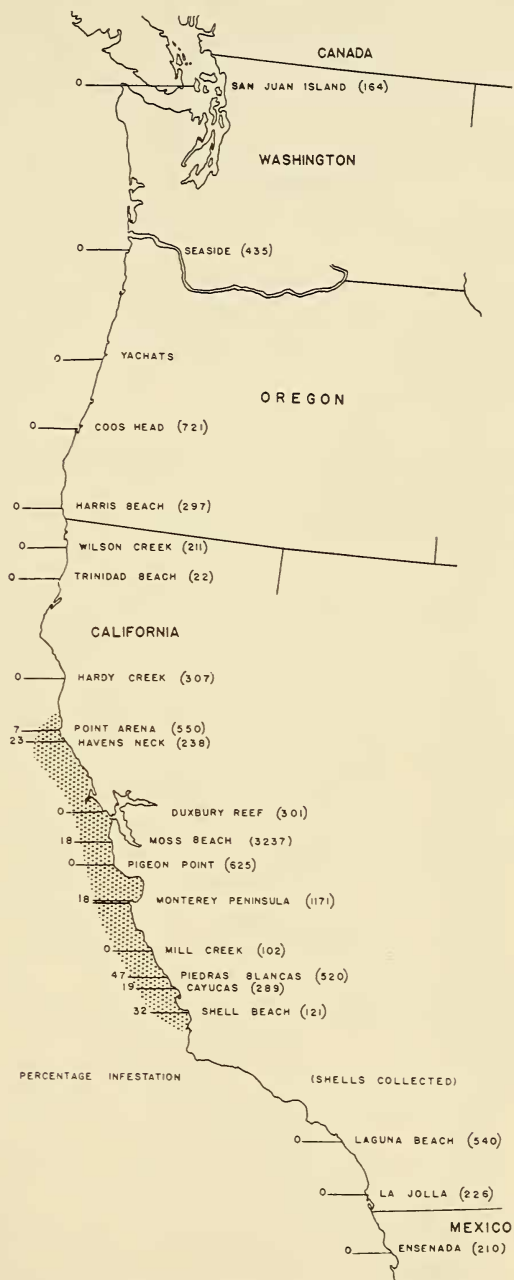 CANADA
0 SAN JUAN ISLAND (164)
WASHINGTON
0 SEASIDE (435)
0 YACHATS
OREGON
0 COOS HEAD (721)
0 HARRIS BEACH (297)
0 WILSON CREEK (211)
0 TRINIDAD BEACH (22)
CALIFORNIA
0 HARDY CREEK (307)
7 POINT ARENA (550)
23 HAVENS NECK (238)
0 DUXBURY REEF (301)
18 MOSS BEACH (3237)
0 PIGEON POINT (625)
18 MONTEREY PENINSULA (1171)
0 MILL CREEK (102)
47 PIEDRAS BLANCAS (520)
19 CAYUCAS (289)
32 SHELL BEACH (121)
PERCENTAGE INFESTATION (SHELLS COLLECTED)
0 LAGUNA BEACH (540)
0 LA JOLLA (226)
MEXICO
0 ENSENADA (210)